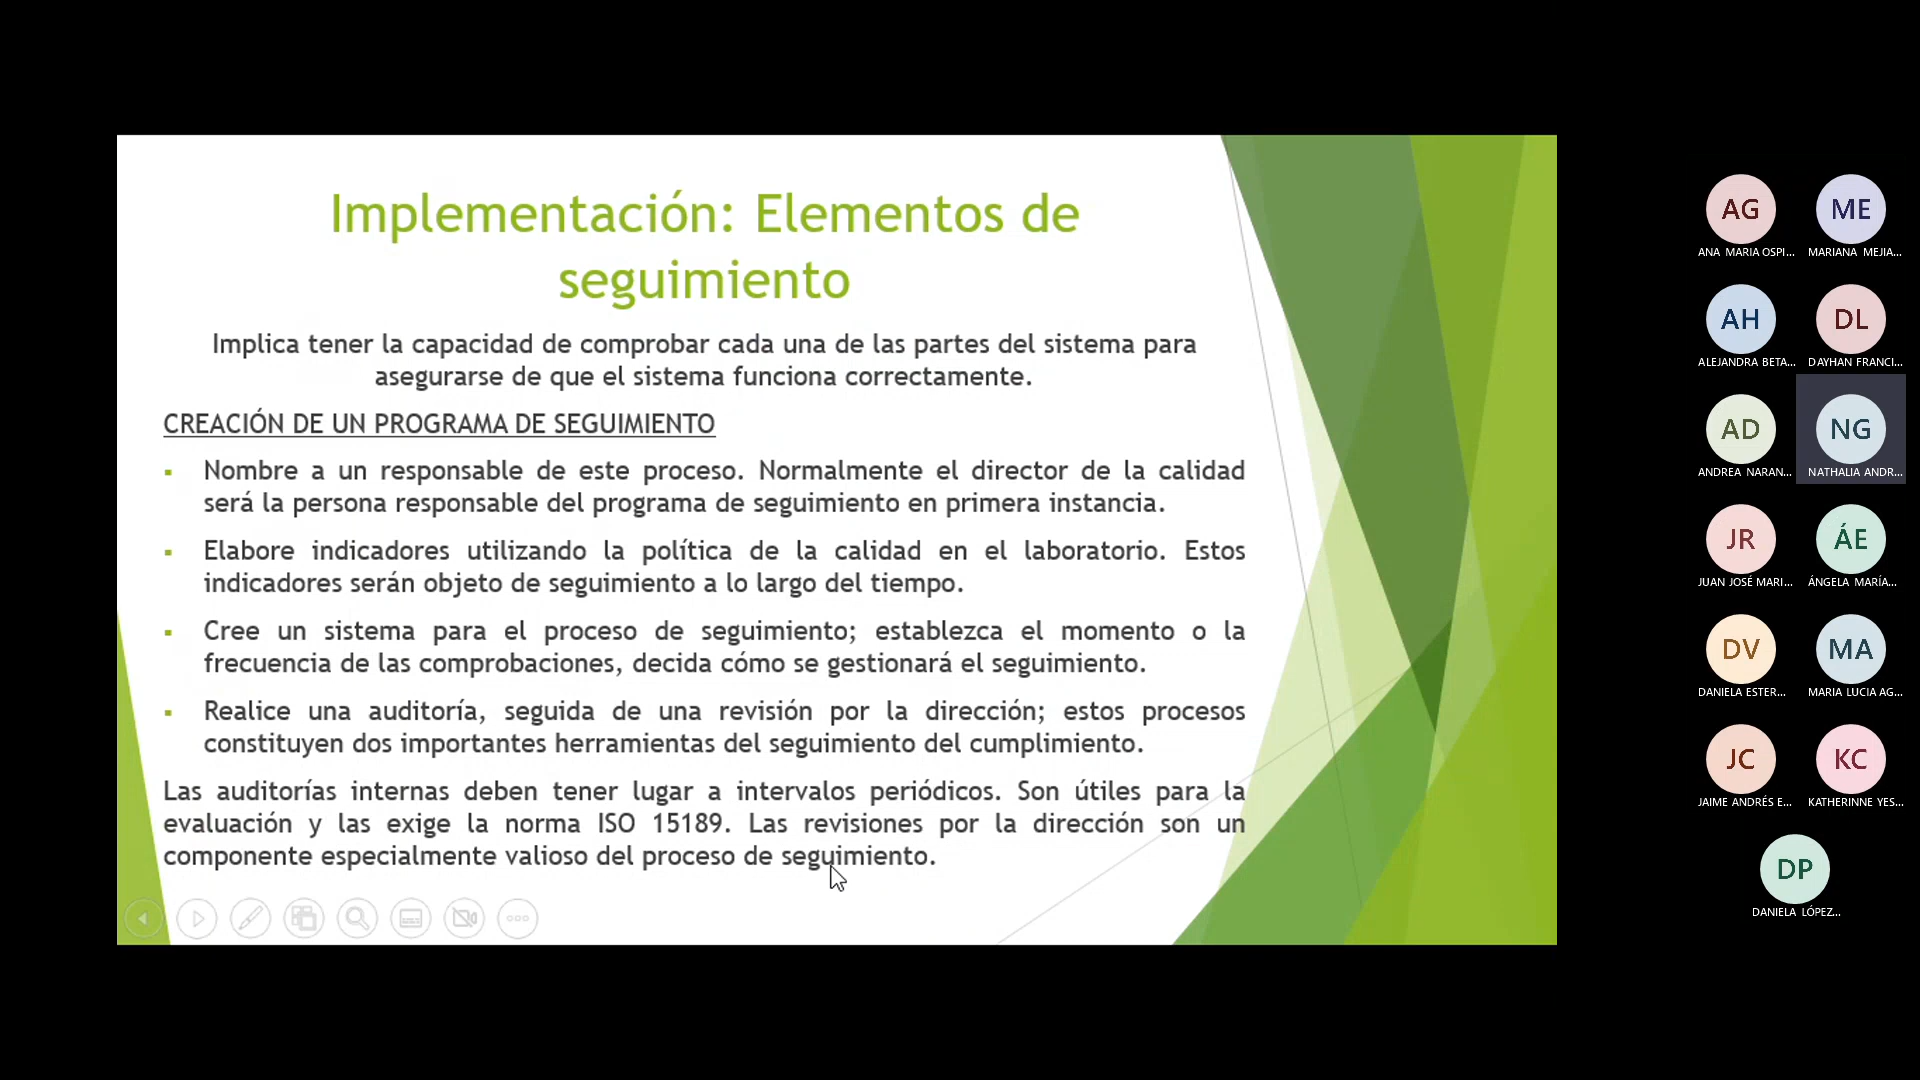 Implementación: Elementos de
seguimiento
Implica tener la capacidad de comprobar cada una de las partes del sistema para
asegurarse de que el sistema funciona correctamente.
CREACIÓN DE UN PROGRAMA DE SEGUIMIENTO
▪ Nombre a un responsable de este proceso. Normalmente el director de la calidad
será la persona responsable del programa de seguimiento en primera instancia.
▪ Elabore indicadores utilizando la política de la calidad en el laboratorio. Estos
indicadores serán objeto de seguimiento a lo largo del tiempo.
▪ Cree un sistema para el proceso de seguimiento; establezca el momento o la
frecuencia de las comprobaciones, decida cómo se gestionará el seguimiento.
▪ Realice una auditoría, seguida de una revisión por la dirección; estos procesos
constituyen dos importantes herramientas del seguimiento del cumplimiento.
Las auditorías internas deben tener lugar a intervalos periódicos. Son útiles para la
evaluación y las exige la norma ISO 15189. Las revisiones por la dirección son un
componente especialmente valioso del proceso de seguimiento.
AG
ANA MARIA OSPI...
ME
MARIANA MEJIA...
AH
ALEJANDRA BETA...
DL
DAYHAN FRANCI...
AD
ANDREA NARAN...
NG
NATHALIA ANDR...
JR
JUAN JOSÉ MARI...
ÁE
ÁNGELA MARÍA...
DV
DANIELA ESTER...
MA
MARIA LUCIA AG...
JC
JAIME ANDRÉS E...
KC
KATHERINNE YES...
DP
DANIELA LÓPEZ...